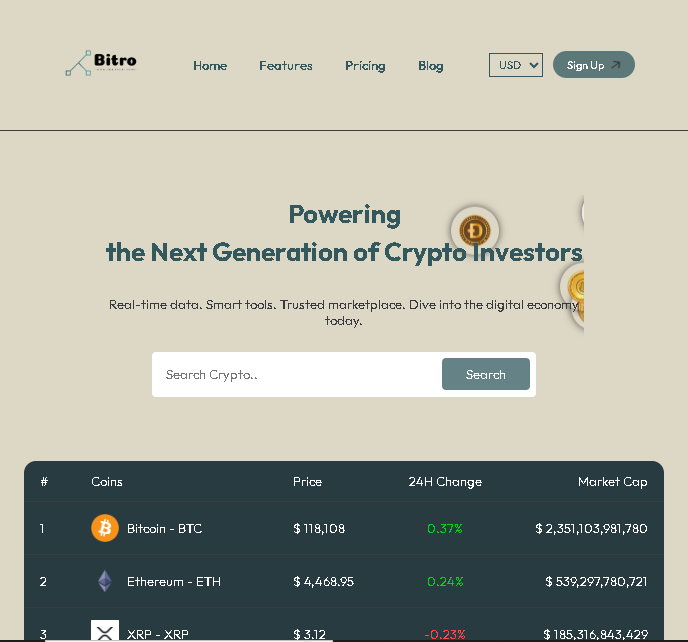 Bitro
Home Features Pricing Blog USD Sign Up
Powering
the Next Generation of Crypto Investors
Real-time data. Smart tools. Trusted marketplace. Dive into the digital economy
today.
Search Crypto.. Search
# Coins Price 24H Change Market Cap
1 Bitcoin - BTC $ 118,108 0.37% $ 2,351,103,981,780
2 Ethereum - ETH $ 4,468.95 0.24% $ 539,297,780,721
3 XRP - XRP $ 3.12 -0.23% $ 185,316,843,429